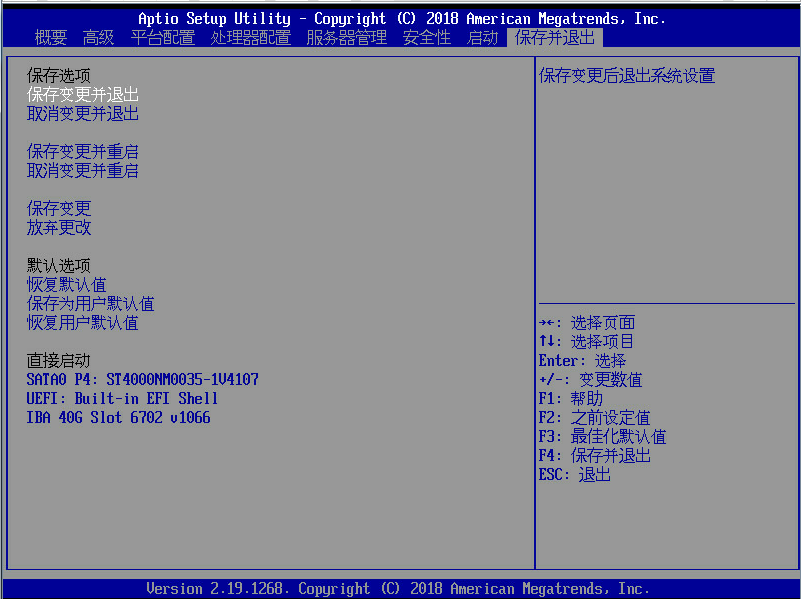 Aptio Setup Utility - Copyright (C) 2018 American Megatrends, Inc.
概要 高级 平台配置 处理器配置 服务器管理 安全性 启动 保存并退出
保存选项
保存变更并退出
取消变更并退出
保存变更并重启
取消变更并重启
保存变更
放弃更改
默认选项
恢复默认值
保存为用户默认值
恢复用户默认值
直接启动
SATA0 P4: ST4000NM0035-1V4107
UEFI: Built-in EFI Shell
IBA 40G Slot 6702 v1066
保存变更后退出系统设置
→←: 选择页面
↑↓: 选择项目
Enter: 选择
+/-: 变更数值
F1: 帮助
F2: 之前设定值
F3: 最佳化默认值
F4: 保存并退出
ESC: 退出
Version 2.19.1268. Copyright (C) 2018 American Megatrends, Inc.